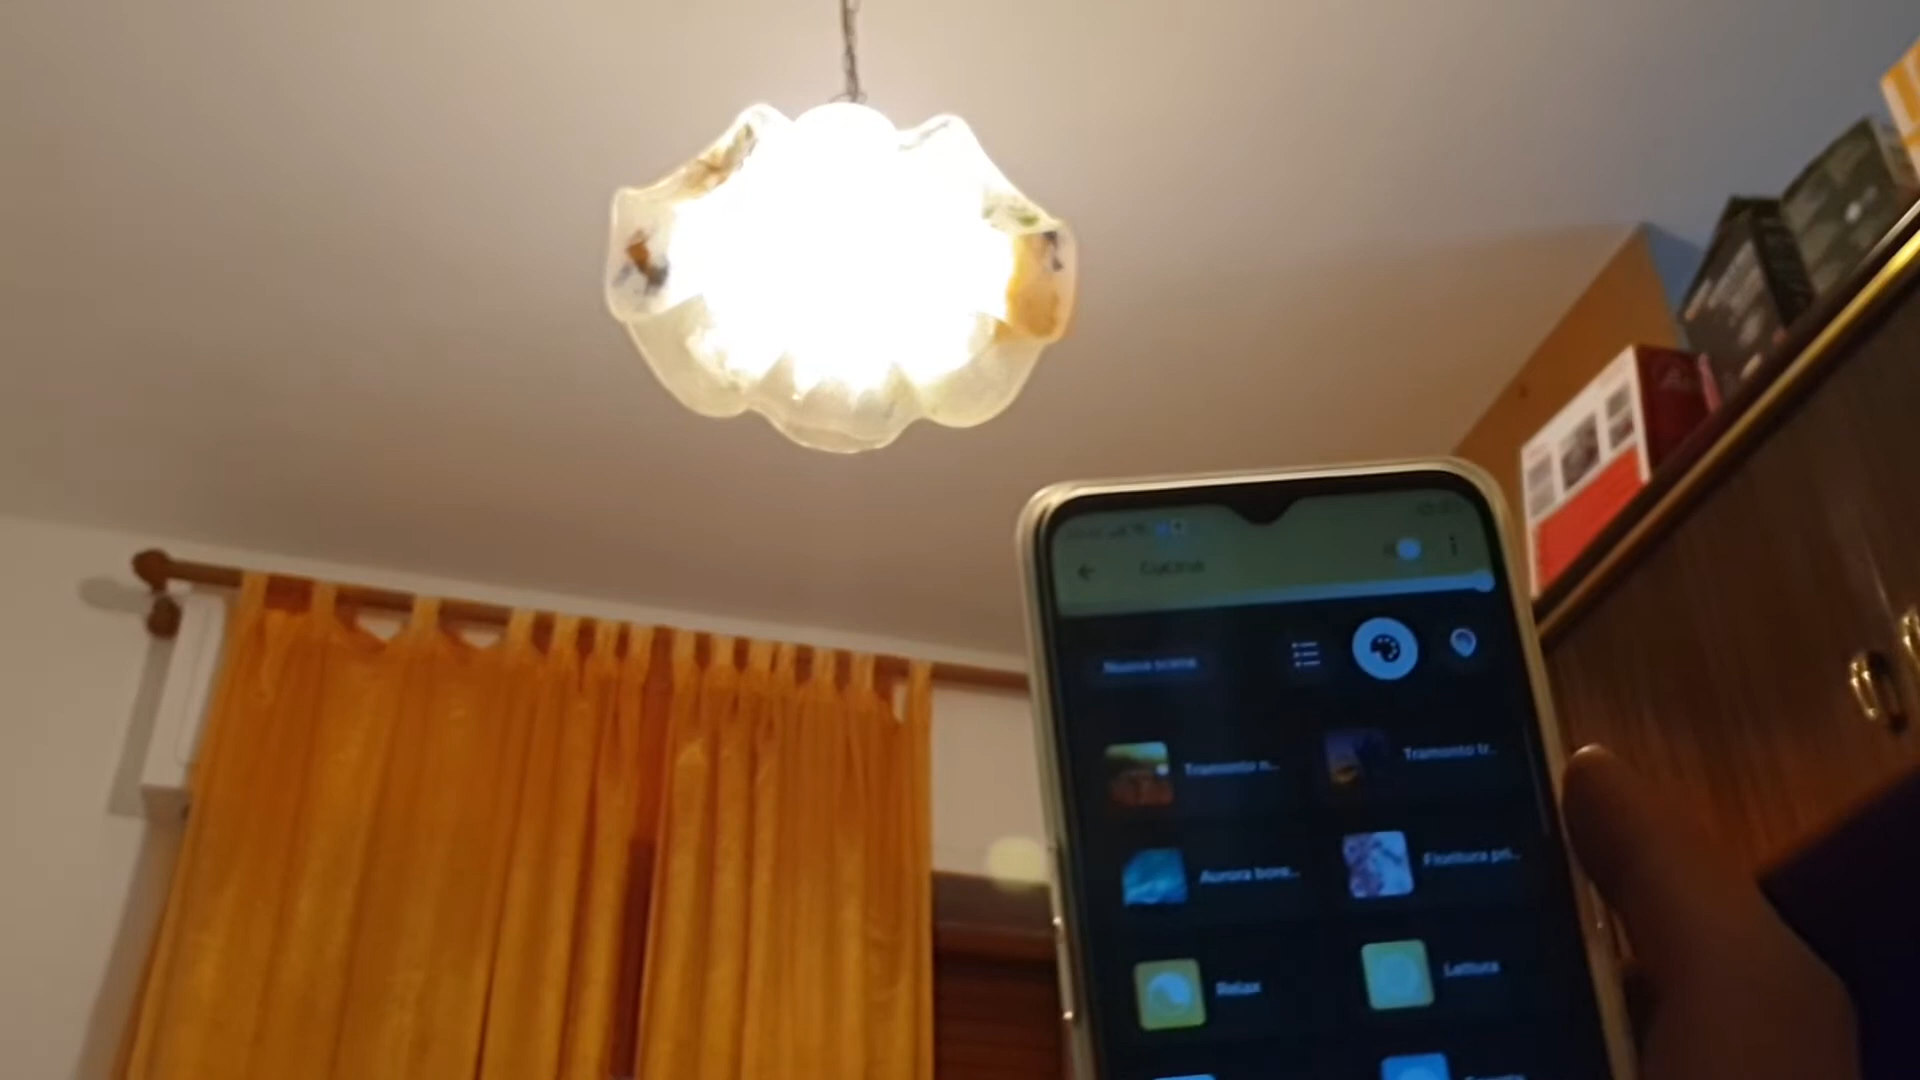 Cucina
Nuova scena
Tramonto n...
Tramonto tr..
Aurora bore...
Fioritura pri...
Relax
Lettura